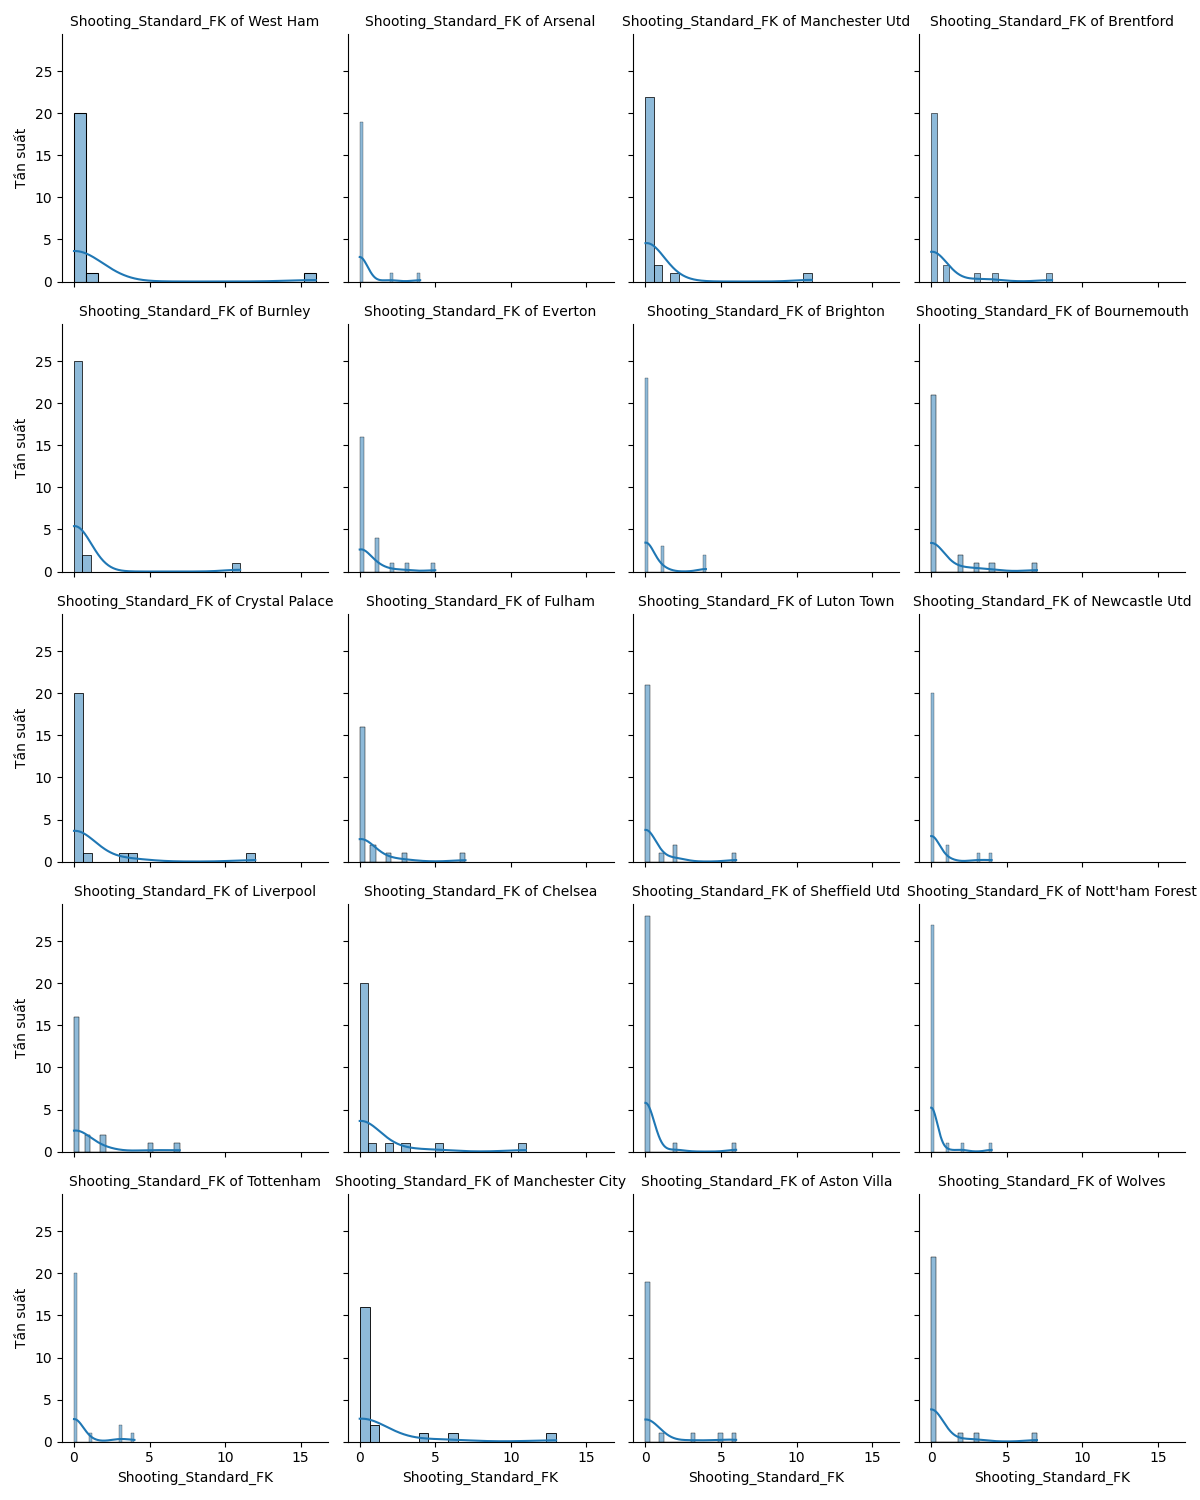 Shooting_Standard_FK of West Ham
Shooting_Standard_FK of Arsenal
Shooting_Standard_FK of Manchester Utd
Shooting_Standard_FK of Brentford
25
20
15
10
5
0
Tần suất
Shooting_Standard_FK of Burnley
Shooting_Standard_FK of Everton
Shooting_Standard_FK of Brighton
Shooting_Standard_FK of Bournemouth
25
20
15
10
5
0
Tần suất
Shooting_Standard_FK of Crystal Palace
Shooting_Standard_FK of Fulham
Shooting_Standard_FK of Luton Town
Shooting_Standard_FK of Newcastle Utd
25
20
15
10
5
0
Tần suất
Shooting_Standard_FK of Liverpool
Shooting_Standard_FK of Chelsea
Shooting_Standard_FK of Sheffield Utd
Shooting_Standard_FK of Nott'ham Forest
25
20
15
10
5
0
Tần suất
Shooting_Standard_FK of Tottenham
Shooting_Standard_FK of Manchester City
Shooting_Standard_FK of Aston Villa
Shooting_Standard_FK of Wolves
25
20
15
10
5
0
Tần suất
0 5 10 15
0 5 10 15
0 5 10 15
0 5 10 15
Shooting_Standard_FK
Shooting_Standard_FK
Shooting_Standard_FK
Shooting_Standard_FK